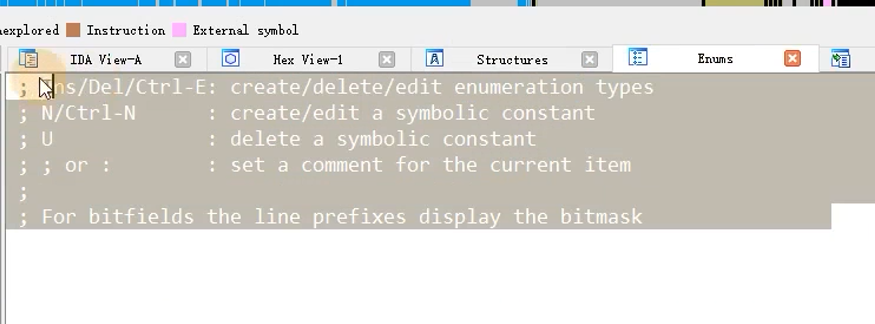 Instruction External symbol
IDA View-A Hex View-1 Structures Enums
; Ins/Del/Ctrl-E: create/delete/edit enumeration types
; N/Ctrl-N : create/edit a symbolic constant
; U : delete a symbolic constant
; ; or : : set a comment for the current item
;
; For bitfields the line prefixes display the bitmask